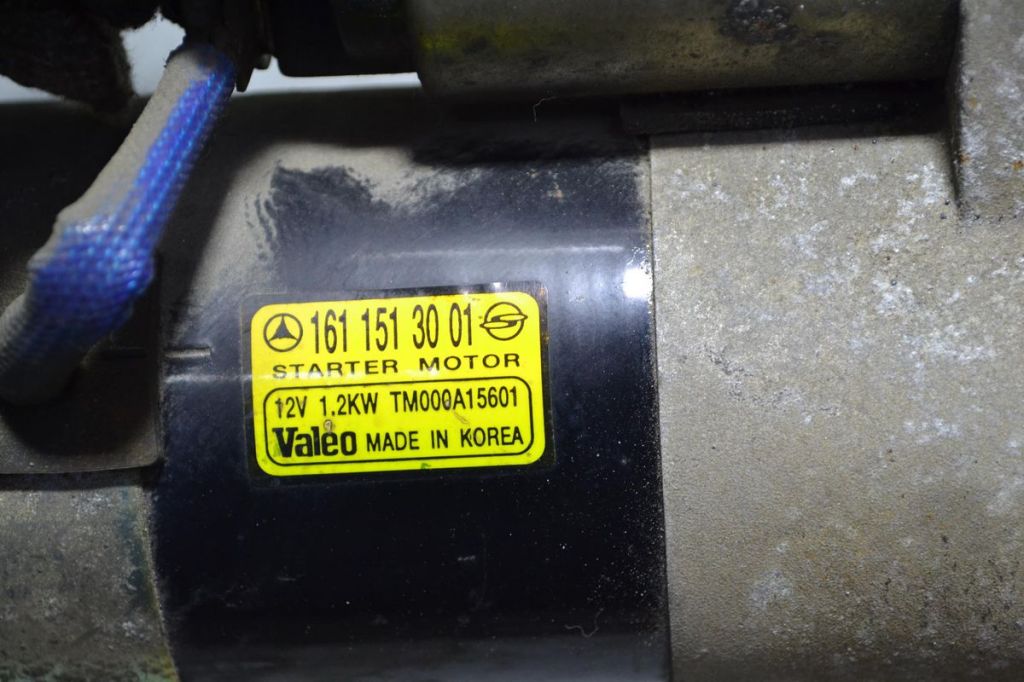 161 151 30 01
STARTER MOTOR
12V 1.2KW TM000A15601
Valeo MADE IN KOREA